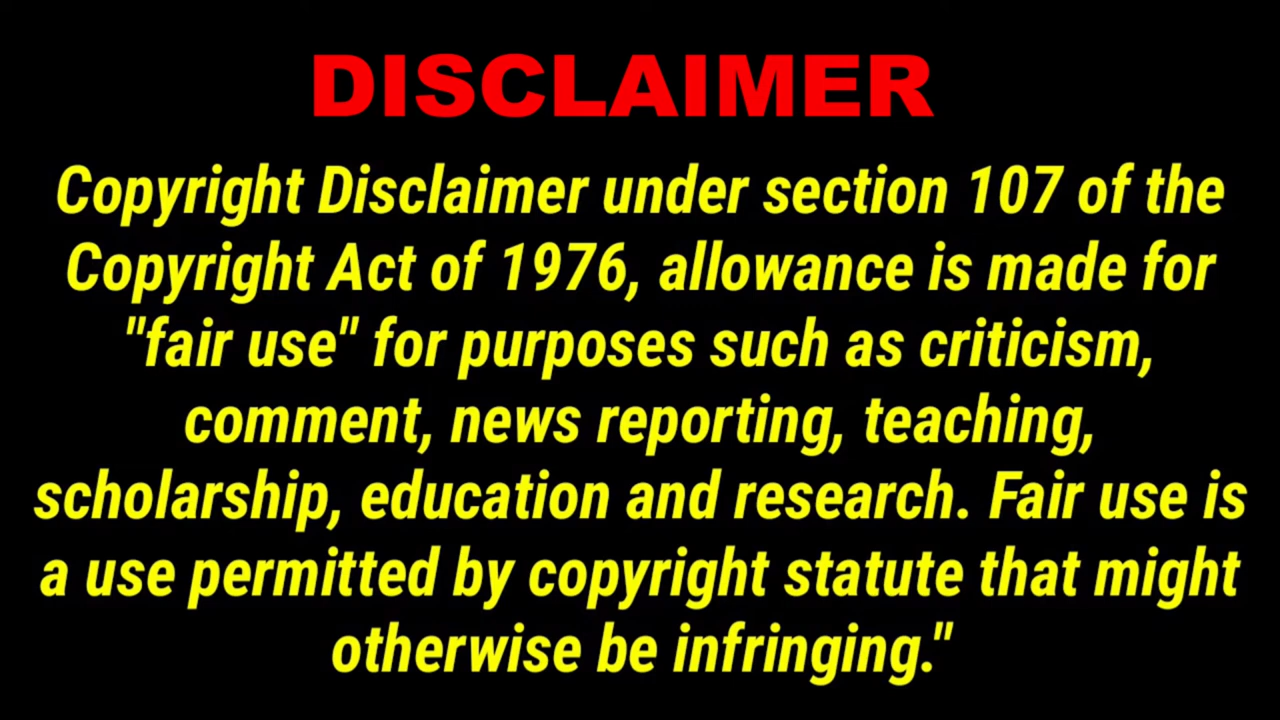 DISCLAIMER
Copyright Disclaimer under section 107 of the
Copyright Act of 1976, allowance is made for
"fair use" for purposes such as criticism,
comment, news reporting, teaching,
scholarship, education and research. Fair use is
a use permitted by copyright statute that might
otherwise be infringing."